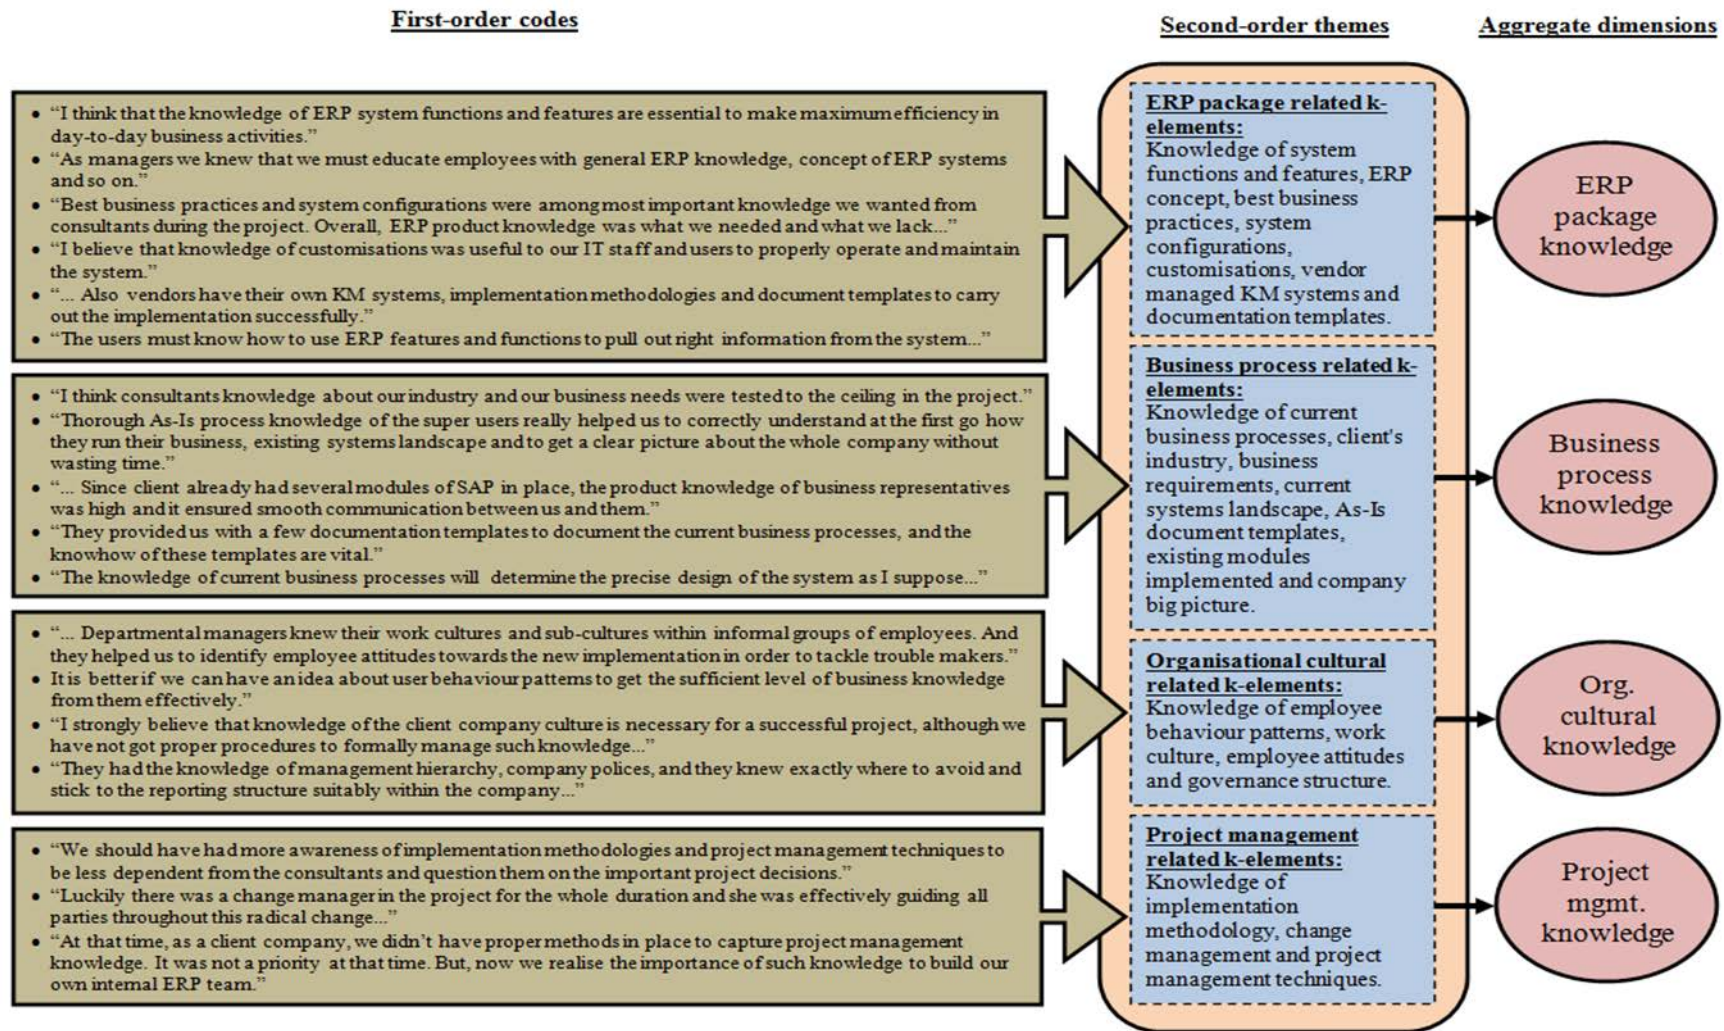 First-order codes
Second-order themes
Aggregate dimensions
• “I think that the knowledge of ERP system functions and features are essential to make maximum efficiency in
day-to-day business activities.”
• “As managers we knew that we must educate employees with general ERP knowledge, concept of ERP systems
and so on.”
• “Best business practices and system configurations were among most important knowledge we wanted from
consultants during the project. Overall, ERP product knowledge was what we needed and what we lack...”
• “I believe that knowledge of customisations was useful to our IT staff and users to properly operate and maintain
the system.”
• “... Also vendors have their own KM systems, implementation methodologies and document templates to carry
out the implementation successfully.”
• “The users must know how to use ERP features and functions to pull out right information from the system...”
ERP package related k-
elements:
Knowledge of system
functions and features, ERP
concept, best business
practices, system
configurations,
customisations, vendor
managed KM systems and
documentation templates.
ERP
package
knowledge
• “I think consultants knowledge about our industry and our business needs were tested to the ceiling in the project.”
• “Thorough As-Is process knowledge of the super users really helped us to correctly understand at the first go how
they run their business, existing systems landscape and to get a clear picture about the whole company without
wasting time.”
• “... Since client already had several modules of SAP in place, the product knowledge of business representatives
was high and it ensured smooth communication between us and them.”
• “They provided us with a few documentation templates to document the current business processes, and the
knowhow of these templates are vital.”
• “The knowledge of current business processes will determine the precise design of the system as I suppose...”
Business process related k-
elements:
Knowledge of current
business processes, client's
industry, business
requirements, current
systems landscape, As-Is
document templates,
existing modules
implemented and company
big picture.
Business
process
knowledge
• “... Departmental managers knew their work cultures and sub-cultures within informal groups of employees. And
they helped us to identify employee attitudes towards the new implementation in order to tackle trouble makers.”
• It is better if we can have an idea about user behaviour patterns to get the sufficient level of business knowledge
from them effectively.”
• “I strongly believe that knowledge of the client company culture is necessary for a successful project, although we
have not got proper procedures to formally manage such knowledge...”
• “They had the knowledge of management hierarchy, company polices, and they knew exactly where to avoid and
stick to the reporting structure suitably within the company...”
Organisational cultural
related k-elements:
Knowledge of employee
behaviour patterns, work
culture, employee attitudes
and governance structure.
Org.
cultural
knowledge
• “We should have had more awareness of implementation methodologies and project management techniques to
be less dependent from the consultants and question them on the important project decisions.”
• “Luckily there was a change manager in the project for the whole duration and she was effectively guiding all
parties throughout this radical change...”
• “At that time, as a client company, we didn’t have proper methods in place to capture project management
knowledge. It was not a priority at that time. But, now we realise the importance of such knowledge to build our
own internal ERP team.”
Project management
related k-elements:
Knowledge of
implementation
methodology, change
management and project
management techniques.
Project
mgmt.
knowledge